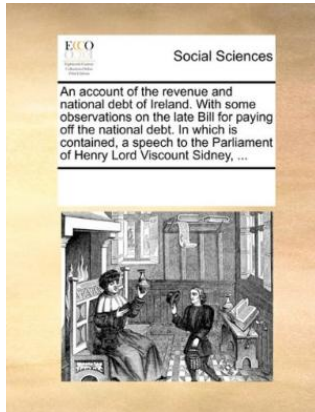 ECCO
Social Sciences
An account of the revenue and
national debt of Ireland. With some
observations on the late Bill for paying
off the national debt. In which is
contained, a speech to the Parliament
of Henry Lord Viscount Sidney, ...